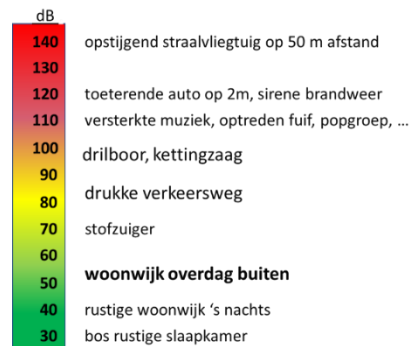 dB
140 opstijgend straalvliegtuig op 50 m afstand
130
120 toeterende auto op 2m, sirene brandweer
110 versterkte muziek, optreden fuif, popgroep, ...
100 drilboor, kettingzaag
90
80 drukke verkeersweg
70 stofzuiger
60
50 woonwijk overdag buiten
40 rustige woonwijk ‘s nachts
30 bos rustige slaapkamer